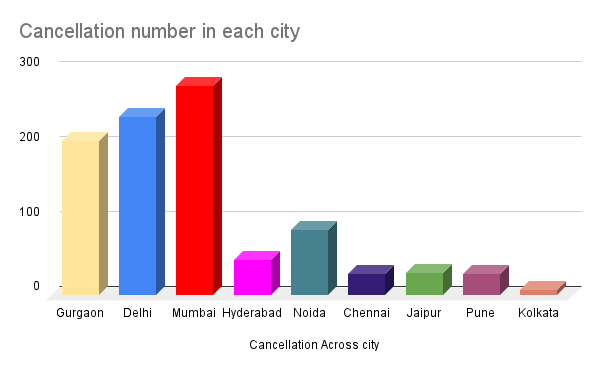 Cancellation number in each city
300
200
100
0
Gurgaon Delhi Mumbai Hyderabad Noida Chennai Jaipur Pune Kolkata
Cancellation Across city